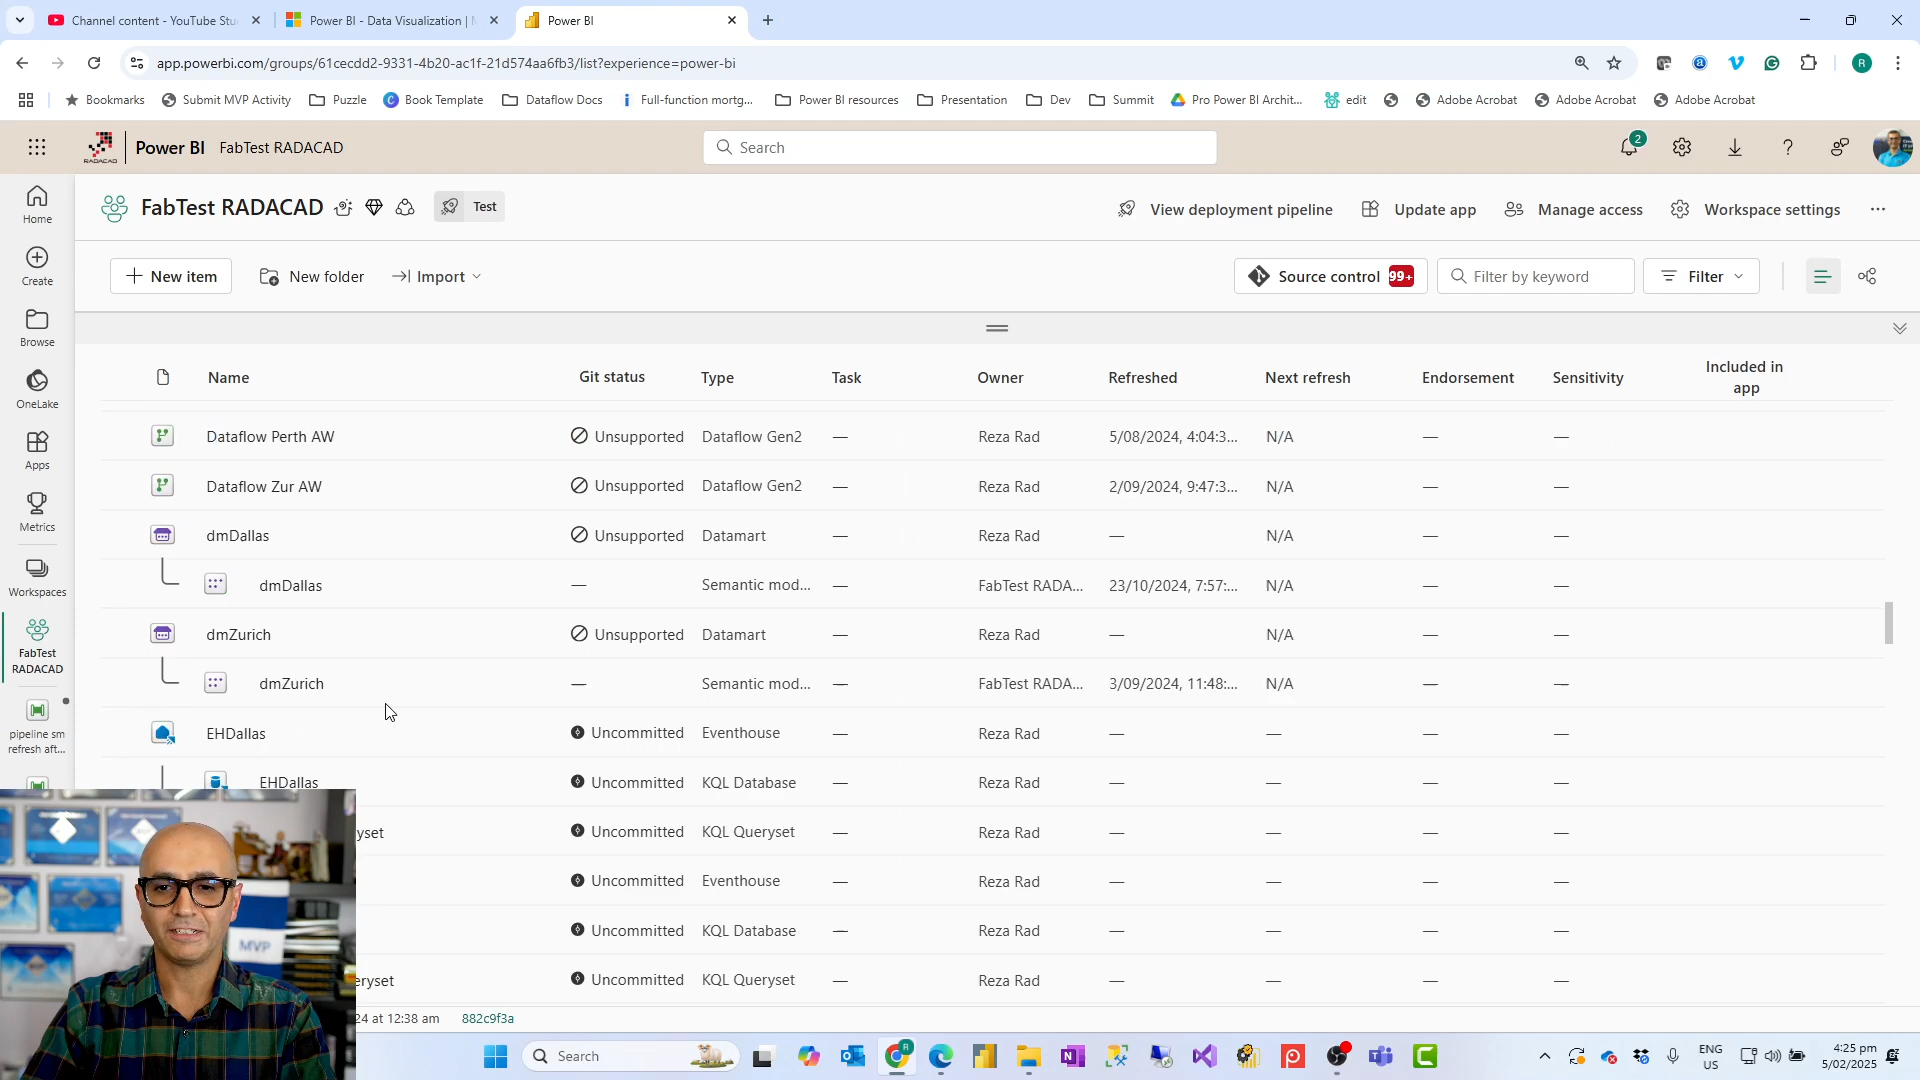 Channel content - YouTube Stu
Power BI - Data Visualization | M
Power BI
app.powerbi.com/groups/61cecdd2-9331-4b20-ac1f-21d574aa6fb3/list?experience=power-bi
R
Bookmarks Submit MVP Activity Puzzle Book Template Dataflow Docs Full-function mortg... Power BI resources Presentation Dev Summit Pro Power BI Archit... edit Adobe Acrobat Adobe Acrobat Adobe Acrobat
RADACAD Power BI FabTest RADACAD Search 2
Home
Create
Browse
OneLake
Apps
Metrics
Workspaces
FabTest
RADACAD
pipeline sm
refresh aft...
FabTest RADACAD Test View deployment pipeline Update app Manage access Workspace settings
New item New folder Import Source control 99+ Filter by keyword Filter
Name Git status Type Task Owner Refreshed Next refresh Endorsement Sensitivity Included in
app
Dataflow Perth AW Unsupported Dataflow Gen2 — Reza Rad 5/08/2024, 4:04:3... N/A — —
Dataflow Zur AW Unsupported Dataflow Gen2 — Reza Rad 2/09/2024, 9:47:3... N/A — —
dmDallas Unsupported Datamart — Reza Rad — N/A — —
dmDallas — Semantic mod... — FabTest RADA... 23/10/2024, 7:57:... N/A — —
dmZurich Unsupported Datamart — Reza Rad — N/A — —
dmZurich — Semantic mod... — FabTest RADA... 3/09/2024, 11:48:... N/A — —
EHDallas Uncommitted Eventhouse — Reza Rad — — — —
EHDallas Uncommitted KQL Database — Reza Rad — — — —
yset Uncommitted KQL Queryset — Reza Rad — — — —
Uncommitted Eventhouse — Reza Rad — — — —
Uncommitted KQL Database — Reza Rad — — — —
eryset Uncommitted KQL Queryset — Reza Rad — — — —
24 at 12:38 am 882c9f3a
MVP
Search
ENG
US
4:25 pm
5/02/2025